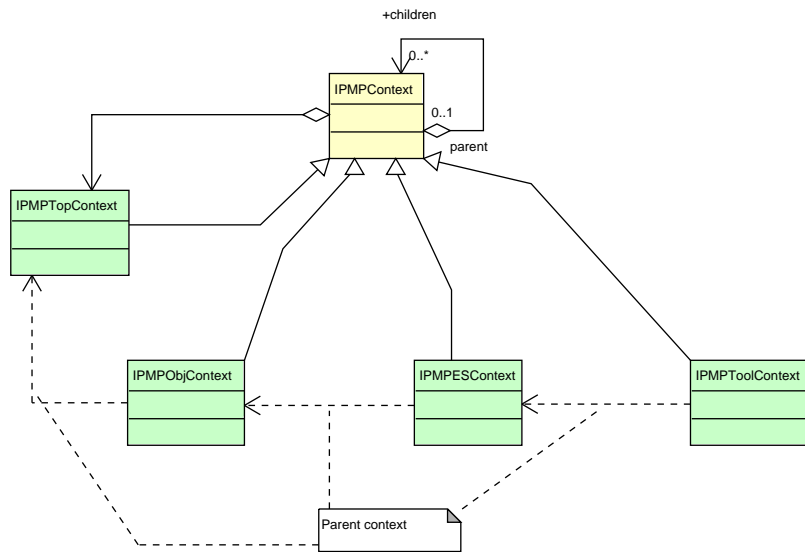 +children
0..*
IPMPContext
0..1
parent
IPMPTopContext
IPMPObjContext
IPMPESContext
IPMPToolContext
Parent context